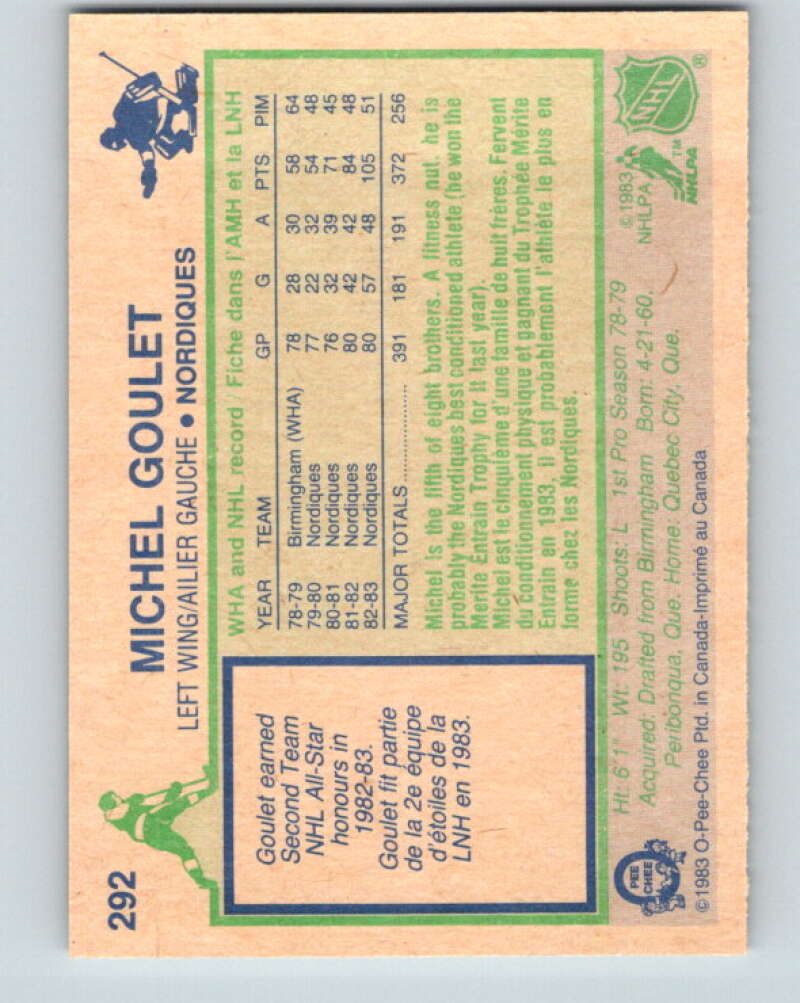 292
MICHEL GOULET
LEFT WING/AILIER GAUCHE • NORDIQUES
Goulet earned
Second Team
NHL All-Star
honours in
1982-83.
Goulet fit partie
de la 2e équipe
d'étoiles de la
LNH en 1983.
WHA and NHL record / Fiche dans l'AMH et la LNH
YEAR TEAM GP G A PTS PIM
78-79 Birmingham (WHA) 78 28 30 58 64
79-80 Nordiques 77 22 32 54 48
80-81 Nordiques 76 32 39 71 45
81-82 Nordiques 80 42 42 84 48
82-83 Nordiques 80 57 48 105 51
MAJOR TOTALS 391 181 191 372 256
Michel is the fifth of eight brothers. A fitness nut, he is
probably the Nordiques best conditioned athlete (he won the
Merite Entrain Trophy for it last year).
Michel est le cinquième d'une famille de huit frères. Fervent
du Conditionnement physique et gagnant du Trophée Mérite
Entrain en 1983, il est probablement l'athlète le plus en
forme chez les Nordiques.
Ht: 6'1" Wt: 195 Shoots: L 1st Pro Season 78-79
Acquired: Drafted from Birmingham Born: 4-21-60,
Peribonqua, Que. Home: Quebec City, Que.
©1983 NHLPA
NHLPA™
NHL ®
O PEE CHEE
©1983 O-Pee-Chee Ptd. in Canada-Imprimé au Canada